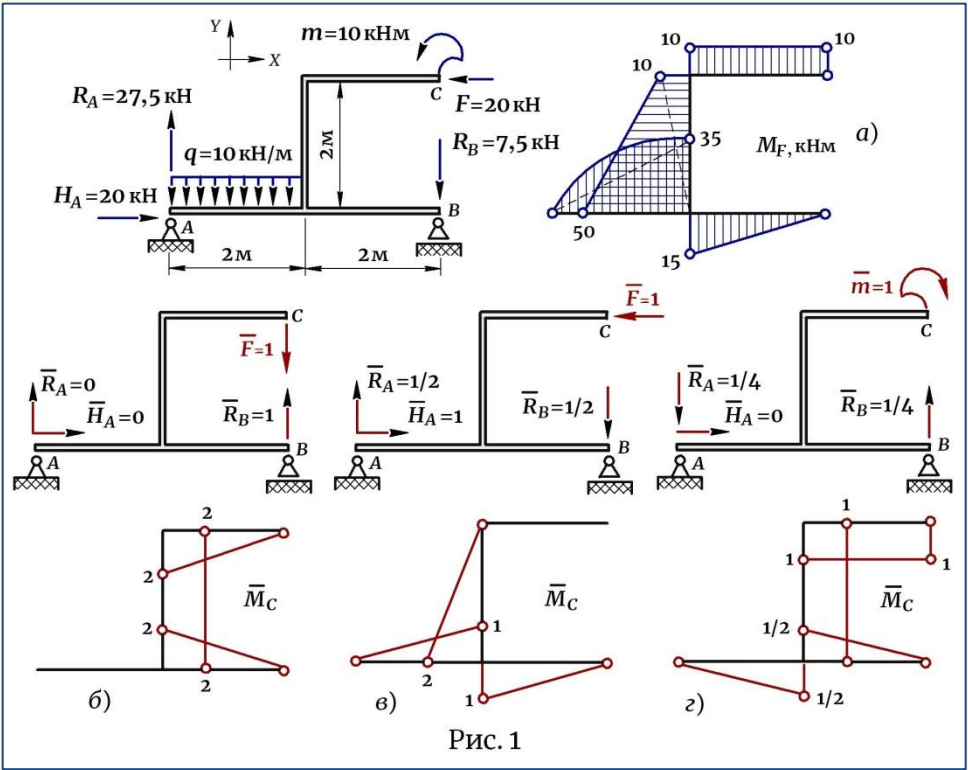 Y
X
m=10 кНм
C
F=20 кН
R_A=27,5 кН
q=10 кН/м
2м
R_B=7,5 кН
H_A=20 кН
A
B
2м
2м
10
10
10
35
M_F, кНм
а)
50
15
C
F̅=1
R̅_A=0
H̅_A=0
R̅_B=1
A
B
F̅=1
C
R̅_A=1/2
H̅_A=1
R̅_B=1/2
A
B
m̅=1
C
R̅_A=1/4
H̅_A=0
R̅_B=1/4
A
B
2
2
M̅_C
2
2
б)
M̅_C
1
2
1
в)
1
1
1
M̅_C
1/2
1/2
г)
Рис. 1